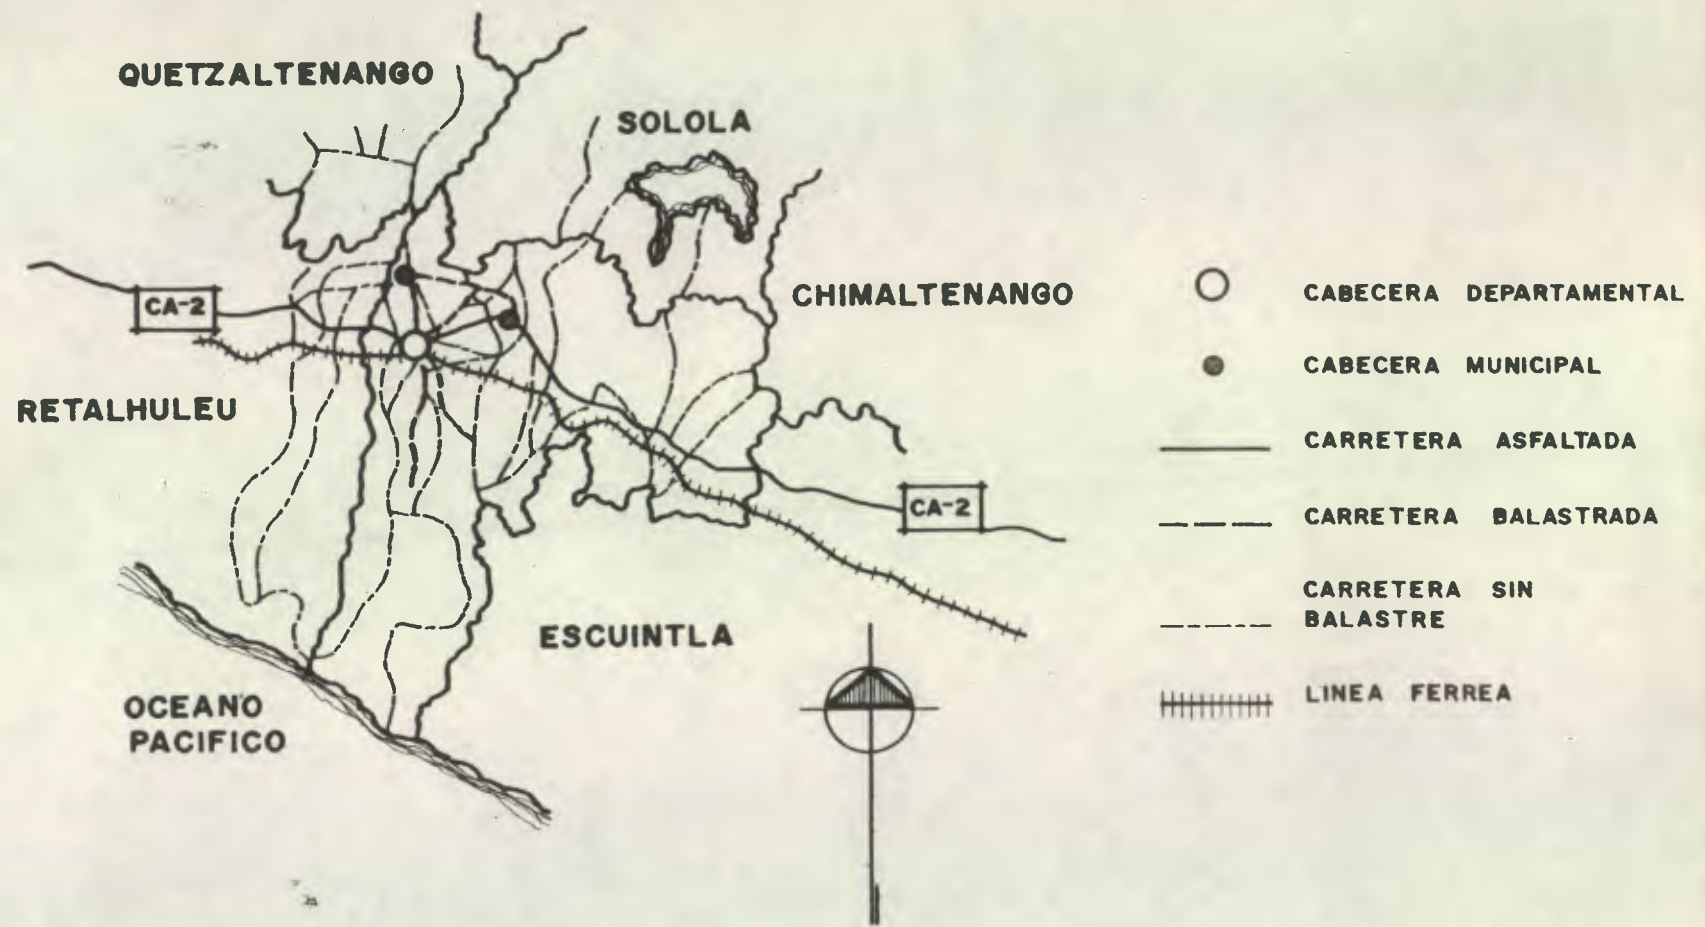 QUETZALTENANGO
SOLOLA
CHIMALTENANGO
CA-2
RETALHULEU
CA-2
ESCUINTLA
OCEANO
PACIFICO
CABECERA DEPARTAMENTAL
CABECERA MUNICIPAL
CARRETERA ASFALTADA
CARRETERA BALASTRADA
CARRETERA SIN
BALASTRE
LINEA FERREA